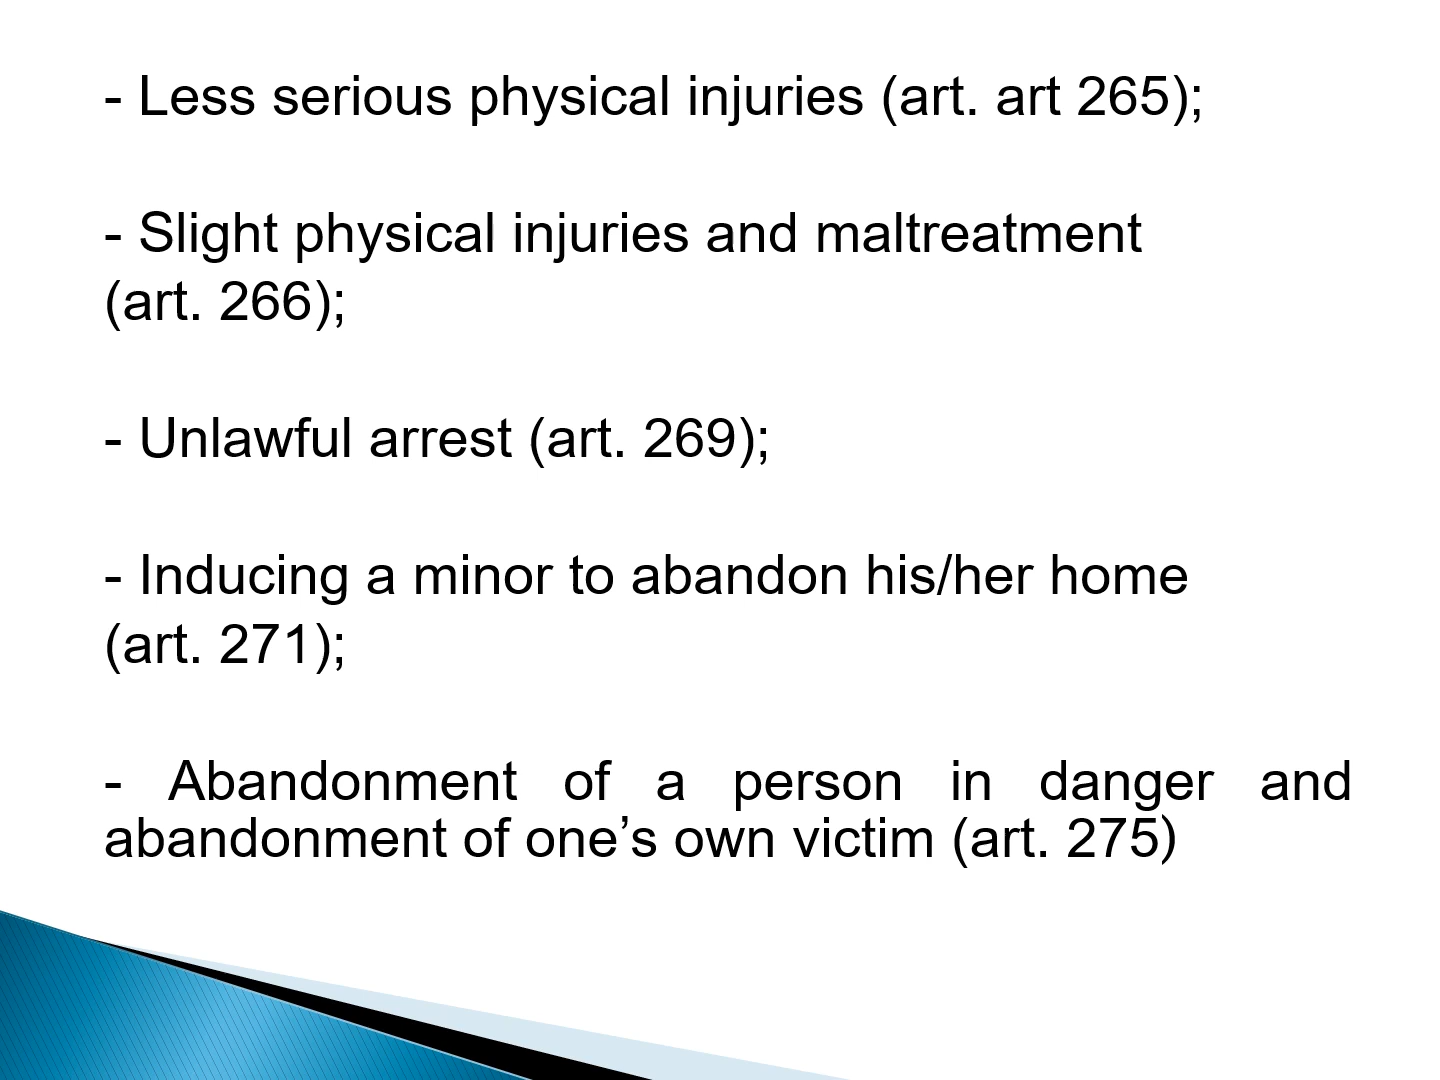 - Less serious physical injuries (art. art 265);
- Slight physical injuries and maltreatment
(art. 266);
- Unlawful arrest (art. 269);
- Inducing a minor to abandon his/her home
(art. 271);
- Abandonment of a person in danger and
abandonment of one’s own victim (art. 275)